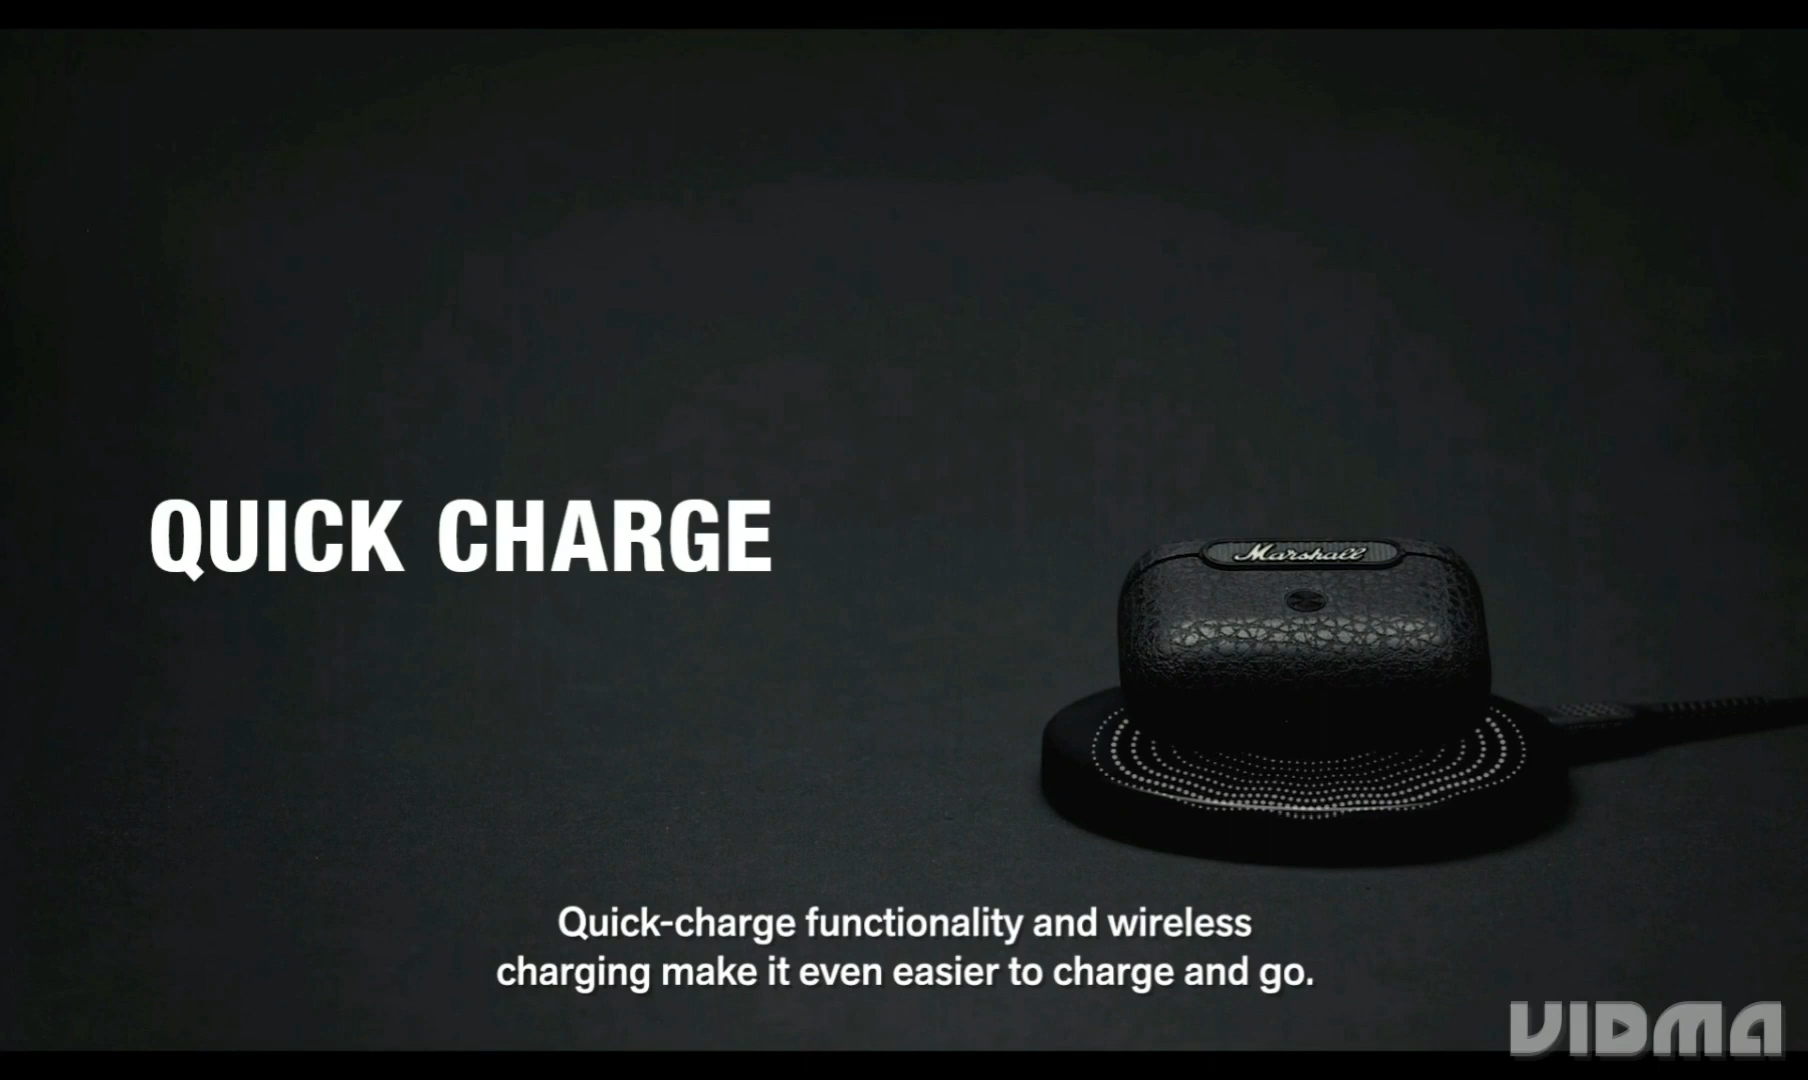 QUICK CHARGE
Marshall
Quick-charge functionality and wireless
charging make it even easier to charge and go.
VIDMA